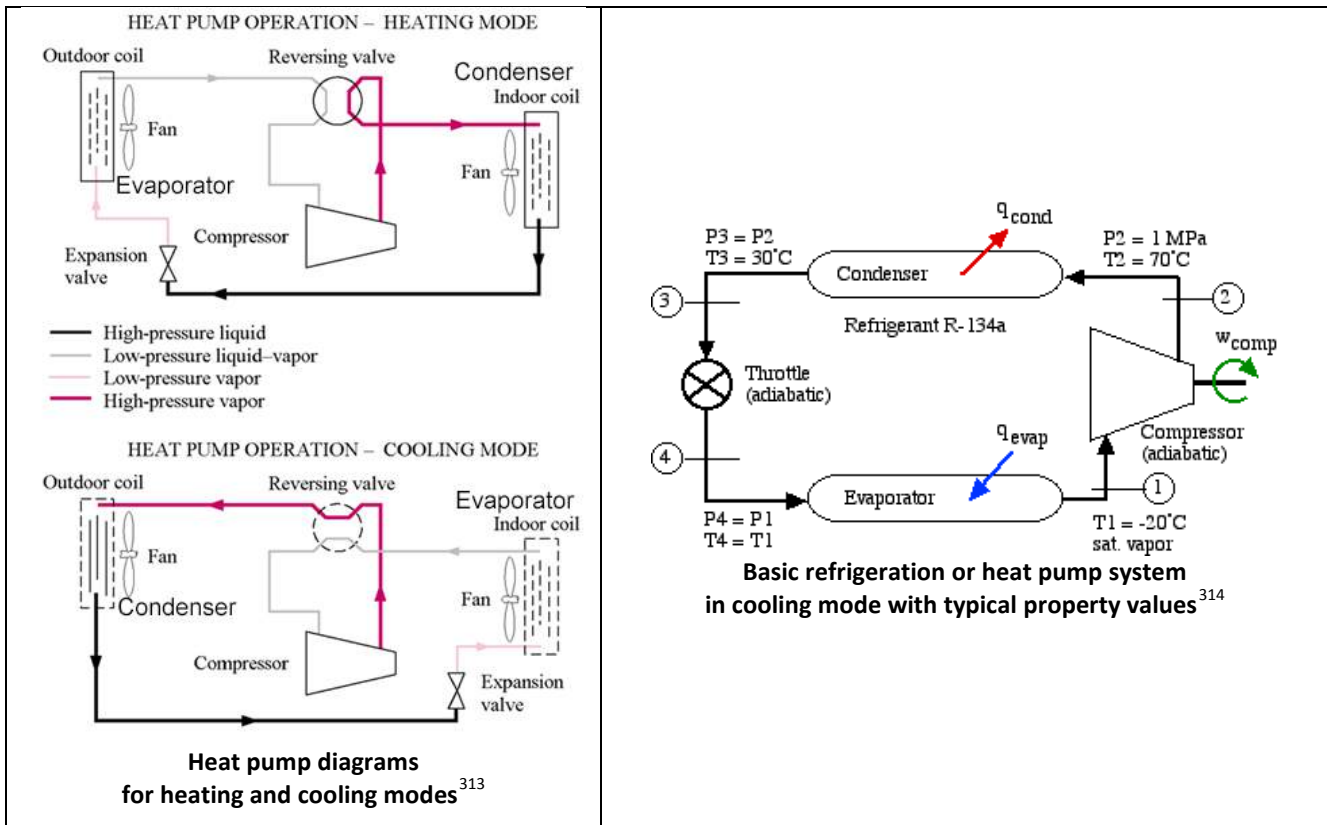 HEAT PUMP OPERATION – HEATING MODE
Outdoor coil
Reversing valve
Condenser
Indoor coil
Fan
Evaporator
Fan
Compressor
Expansion
valve
High-pressure liquid
Low-pressure liquid–vapor
Low-pressure vapor
High-pressure vapor
HEAT PUMP OPERATION – COOLING MODE
Outdoor coil
Reversing valve
Evaporator
Indoor coil
Fan
Condenser
Fan
Compressor
Expansion
valve
Heat pump diagrams
for heating and cooling modes313
qcond
P3 = P2
T3 = 30°C
P2 = 1 MPa
T2 = 70°C
Condenser
3
2
Refrigerant R-134a
wcomp
Throttle
(adiabatic)
qevap
Compressor
(adiabatic)
4
Evaporator
1
P4 = P1
T4 = T1
T1 = -20°C
sat. vapor
Basic refrigeration or heat pump system
in cooling mode with typical property values314